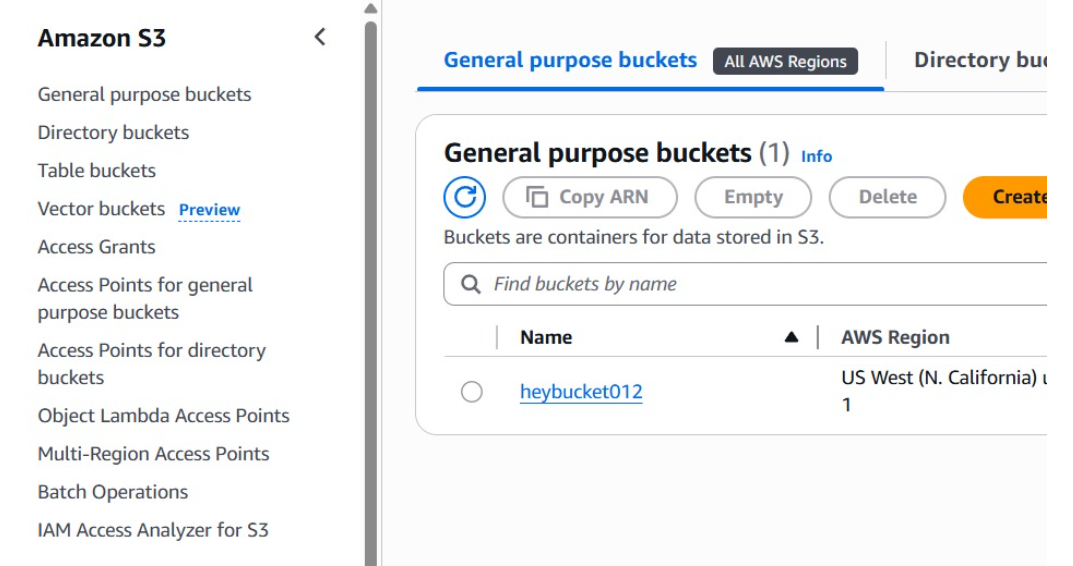 Amazon S3
General purpose buckets
Directory buckets
Table buckets
Vector buckets Preview
Access Grants
Access Points for general
purpose buckets
Access Points for directory
buckets
Object Lambda Access Points
Multi-Region Access Points
Batch Operations
IAM Access Analyzer for S3
General purpose buckets All AWS Regions Directory
General purpose buckets (1) Info
Copy ARN Empty Delete Create
Buckets are containers for data stored in S3.
Find buckets by name
Name AWS Region
heybucket012 US West (N. California)
1